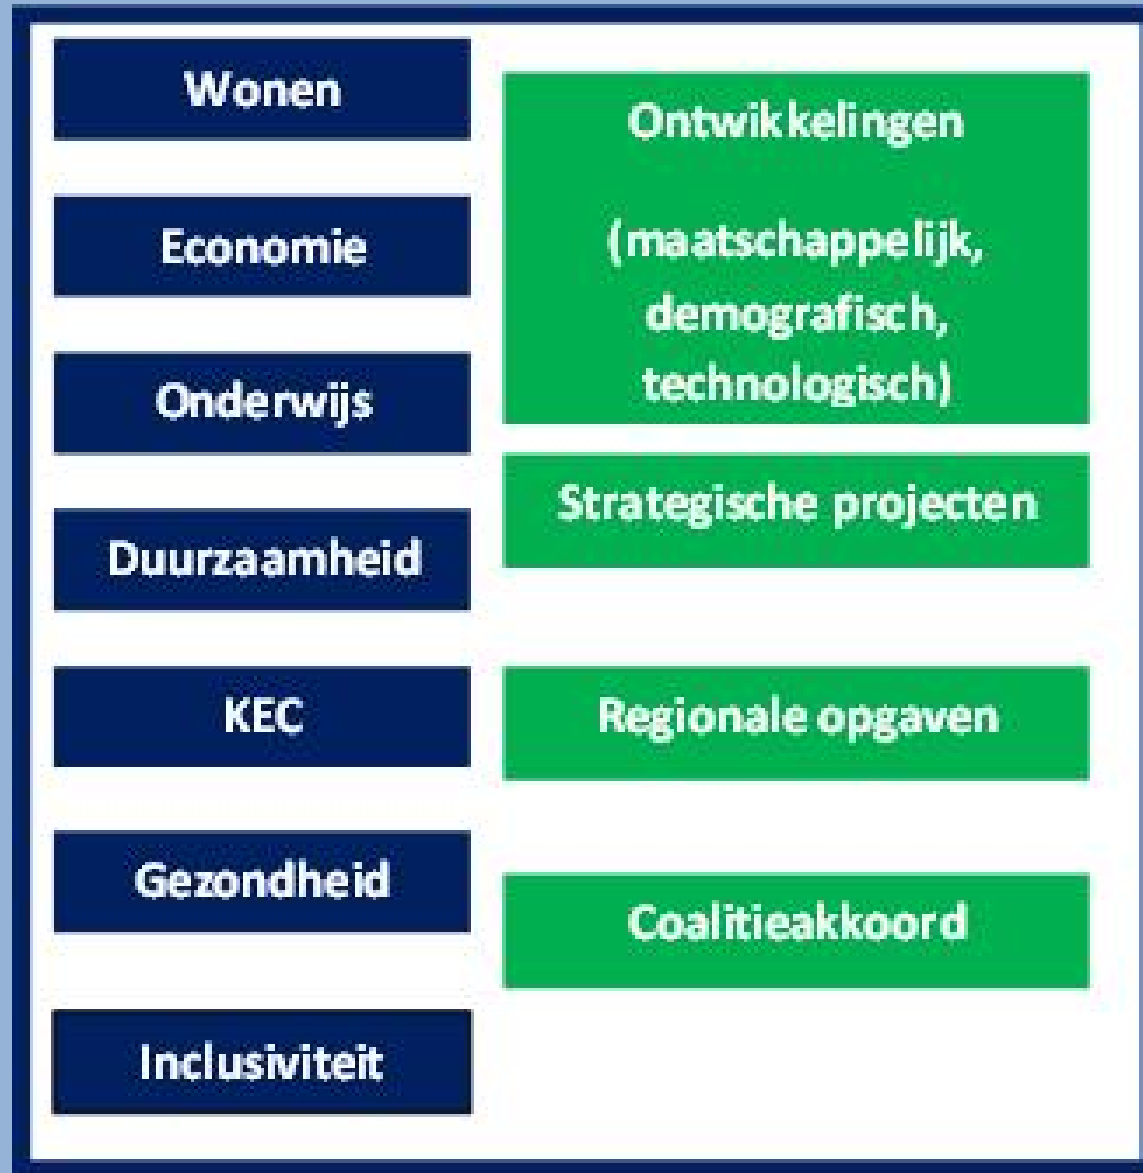 Wonen
Economie
Onderwijs
Duurzaamheid
KEC
Gezondheid
Inclusiviteit
Ontwikkelingen
(maatschappelijk,
demografisch,
technologisch)
Strategische projecten
Regionale opgaven
Coalitieakkoord